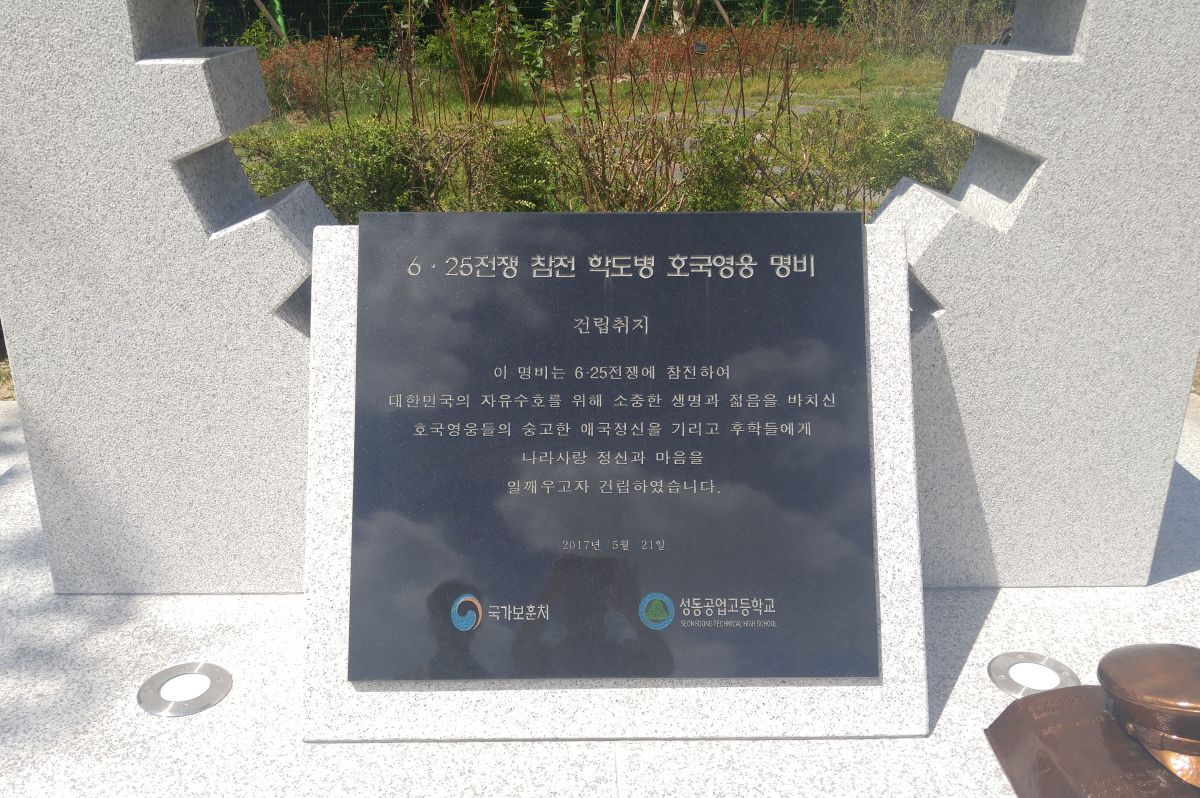 6·25전쟁 참전 학도병 호국영웅 명비
건립취지
이 명비는 6·25전쟁에 참전하여
대한민국의 자유수호를 위해 소중한 생명과 젊음을 바치신
호국영웅들의 숭고한 애국정신을 기리고 후학들에게
나라사랑 정신과 마음을
일깨우고자 건립하였습니다.
2017년 5월 21일
국가보훈처
성동공업고등학교
SEONGDONG TECHNICAL HIGH SCHOOL